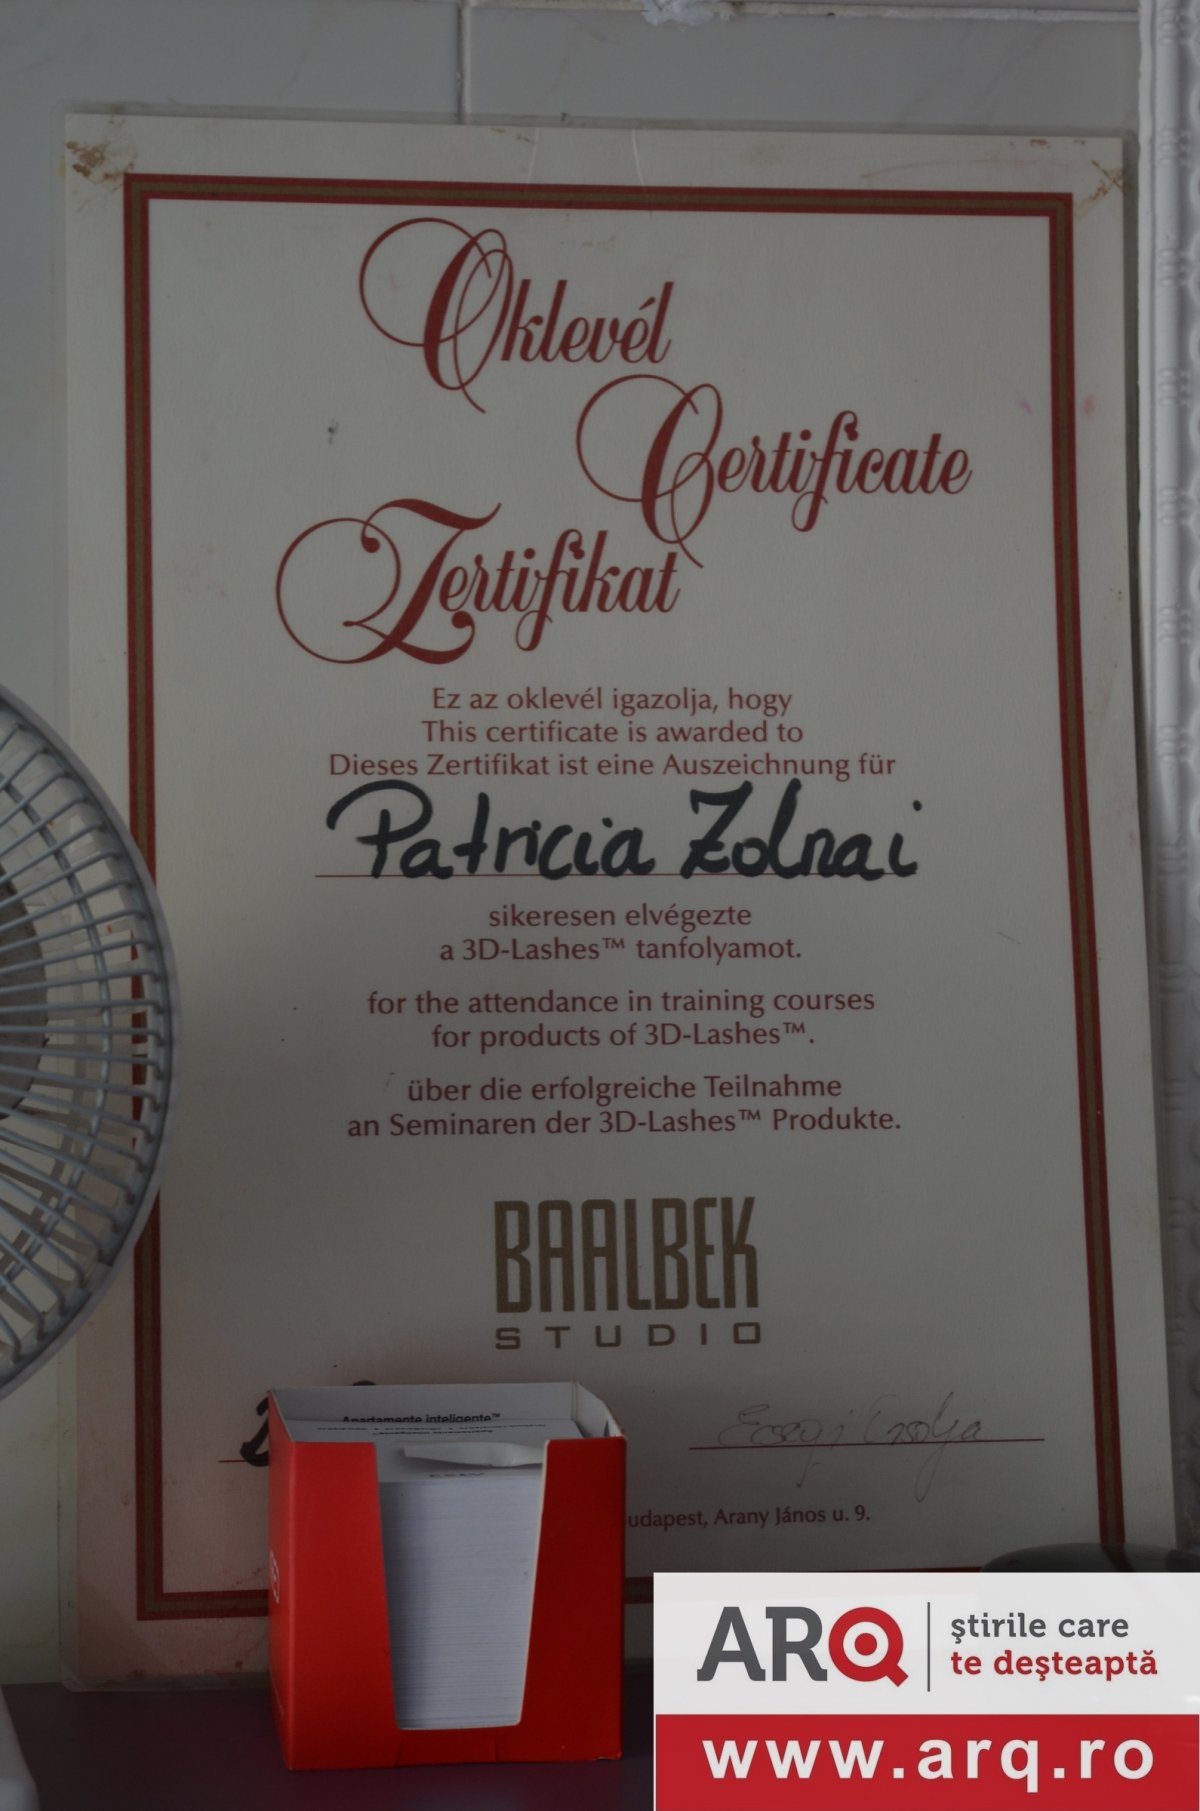 Oklevél
Certificate
Zertifikat
Ez az oklevél igazolja, hogy
This certificate is awarded to
Dieses Zertifikat ist eine Auszeichnung für
Patricia Zolnai
sikeresen elvégezte
a 3D-Lashes™ tanfolyamot.
for the attendance in training courses
for products of 3D-Lashes™.
über die erfolgreiche Teilnahme
an Seminaren der 3D-Lashes™ Produkte.
BAALBEK
STUDIO
Apartamente inteligente™
udapest, Arany János u. 9.
ARQ
ştirile care
te deşteaptă
www.arq.ro